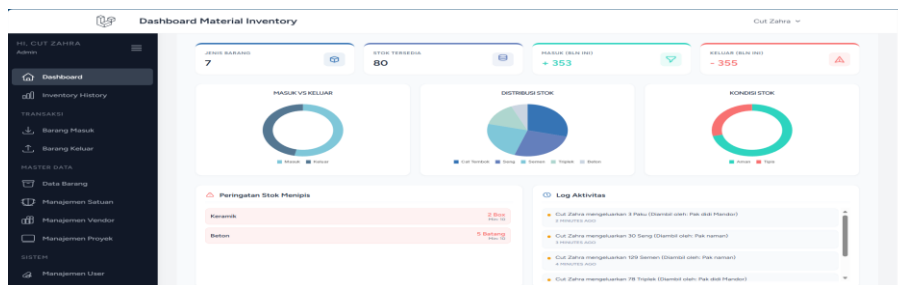 Dashboard Material Inventory
Cut Zahra
HI, CUT ZAHRA
Admin
Dashboard
Inventory History
TRANSAKSI
Barang Masuk
Barang Keluar
MASTER DATA
Data Barang
Manajemen Satuan
Manajemen Vendor
Manajemen Proyek
SISTEM
Manajemen User
JENIS BARANG
7
STOK TERSEDIA
80
MASUK (BLN INI)
+ 353
KELUAR (BLN INI)
- 355
MASUK VS KELUAR
Masuk Keluar
DISTRIBUSI STOK
Cat Tembok Seng Semen Triplek Beton
KONDISI STOK
Aman Tipis
Peringatan Stok Menipis
Keramik
2 Box
Min. 10
Beton
5 Batang
Min. 10
Log Aktivitas
Cut Zahra mengeluarkan 3 Paku (Diambil oleh: Pak didi Mandor)
2 MINUTES AGO
Cut Zahra mengeluarkan 30 Seng (Diambil oleh: Pak naman)
3 MINUTES AGO
Cut Zahra mengeluarkan 129 Semen (Diambil oleh: Pak naman)
4 MINUTES AGO
Cut Zahra mengeluarkan 78 Triplek (Diambil oleh: Pak didi Mandor)